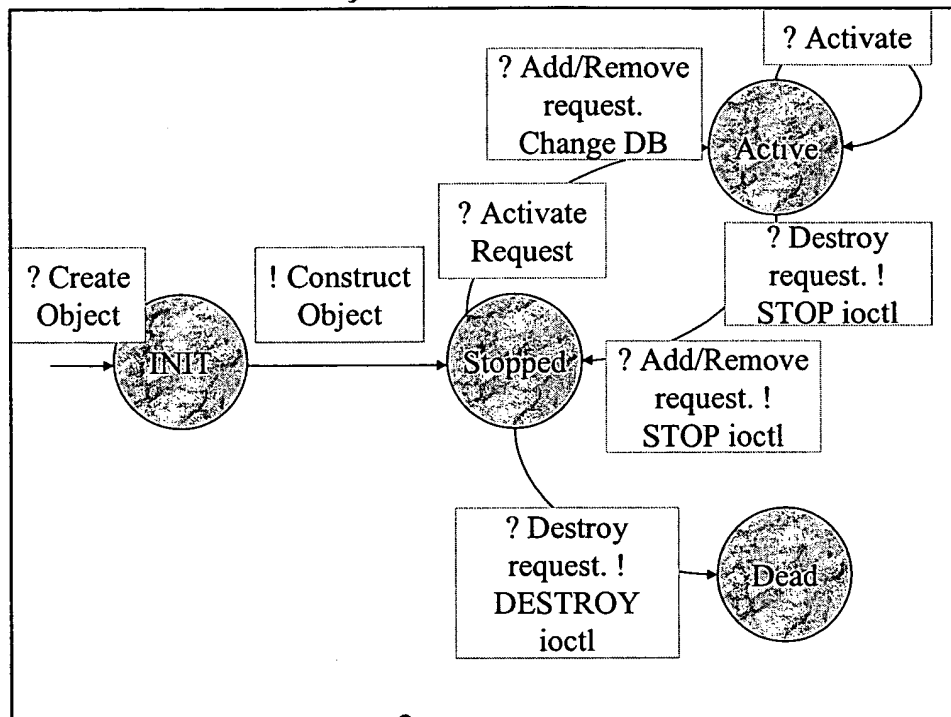 ? Activate
? Add/Remove
request.
Change DB
Active
? Activate
Request
? Destroy
request. !
STOP ioctl
? Create
Object
! Construct
Object
INIT
Stopped
? Add/Remove
request. !
STOP ioctl
? Destroy
request. !
DESTROY
ioctl
Dead